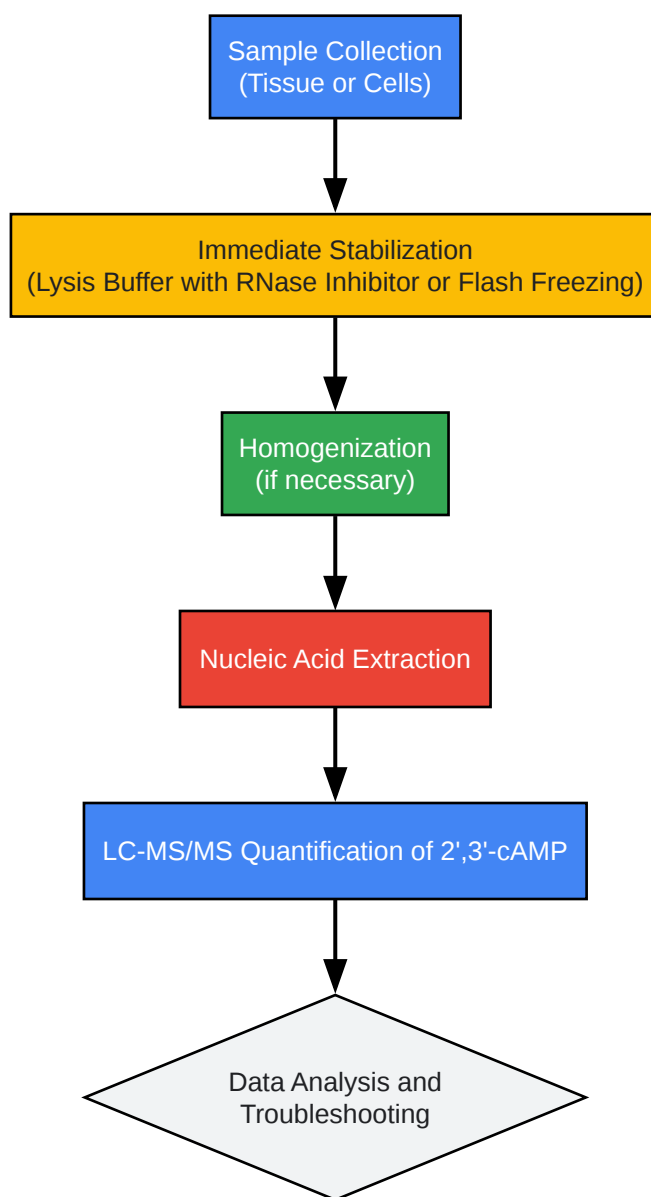 Sample Collection
(Tissue or Cells)
Immediate Stabilization
(Lysis Buffer with RNase Inhibitor or Flash Freezing)
Homogenization
(if necessary)
Nucleic Acid Extraction
LC-MS/MS Quantification of 2',3'-cAMP
Data Analysis and
Troubleshooting